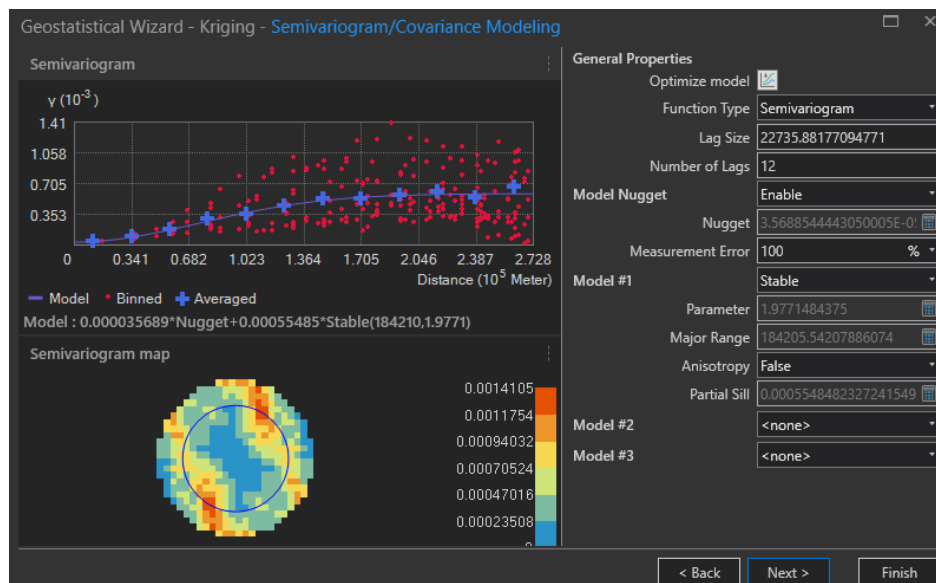 Geostatistical Wizard - Kriging - Semivariogram/Covariance Modeling
Semivariogram
γ (10⁻³)
1.41
1.058
0.705
0.353
0 0.341 0.682 1.023 1.364 1.705 2.046 2.387 2.728
Distance (10⁵ Meter)
Model Binned Averaged
Model : 0.000035689*Nugget+0.00055485*Stable(184210,1.9771)
Semivariogram map
0.0014105
0.0011754
0.00094032
0.00070524
0.00047016
0.00023508
General Properties
Optimize model
Function Type Semivariogram
Lag Size 22735.88177094771
Number of Lags 12
Model Nugget Enable
Nugget 3.5688544443050005E-0
Measurement Error 100 %
Model #1 Stable
Parameter 1.9771484375
Major Range 184205.54207886074
Anisotropy False
Partial Sill 0.0005548482327241549
Model #2 <none>
Model #3 <none>
< Back Next > Finish